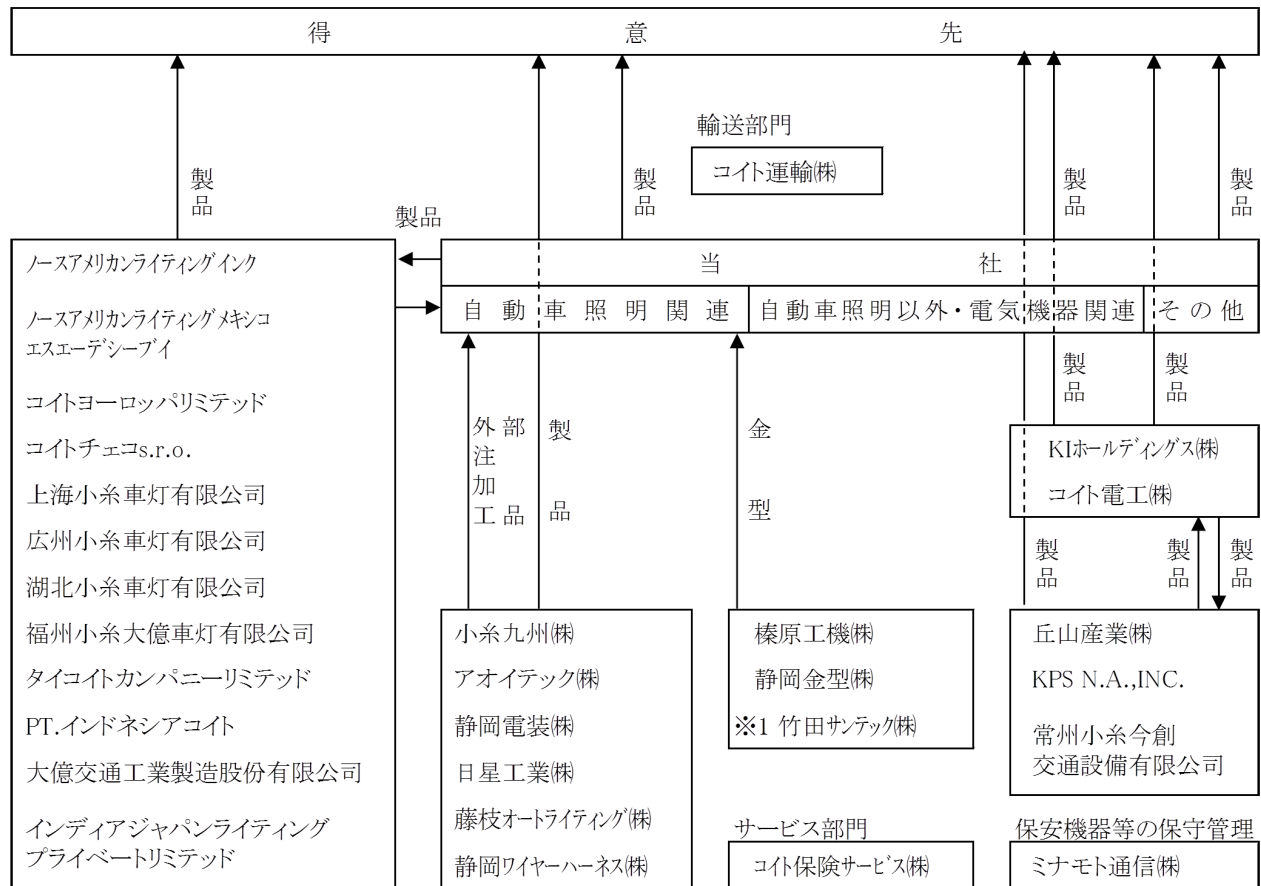 得意先
輸送部門
コイト運輸㈱
製品
製品
製品
製品
製品
ノースアメリカンライティングインク
ノースアメリカンライティングメキシコ
エスエーデシーブイ
コイトヨーロッパリミテッド
コイトチェコs.r.o.
上海小糸車灯有限公司
広州小糸車灯有限公司
湖北小糸車灯有限公司
福州小糸大億車灯有限公司
タイコイトカンパニーリミテッド
PT.インドネシアコイト
大億交通工業製造股份有限公司
インディアジャパンライティング
プライベートリミテッド
当社
自動車照明関連
自動車照明以外・電気機器関連
その他
外注加工
部品
製品
金型
製品
製品
KIホールディングス㈱
コイト電工㈱
製品
製品
製品
小糸九州㈱
アオイテック㈱
静岡電装㈱
日星工業㈱
藤枝オートライティング㈱
静岡ワイヤーハーネス㈱
榛原工機㈱
静岡金型㈱
※1 竹田サンテック㈱
サービス部門
コイト保険サービス㈱
丘山産業㈱
KPS N.A.,INC.
常州小糸今創
交通設備有限公司
保安機器等の保守管理
ミナモト通信㈱